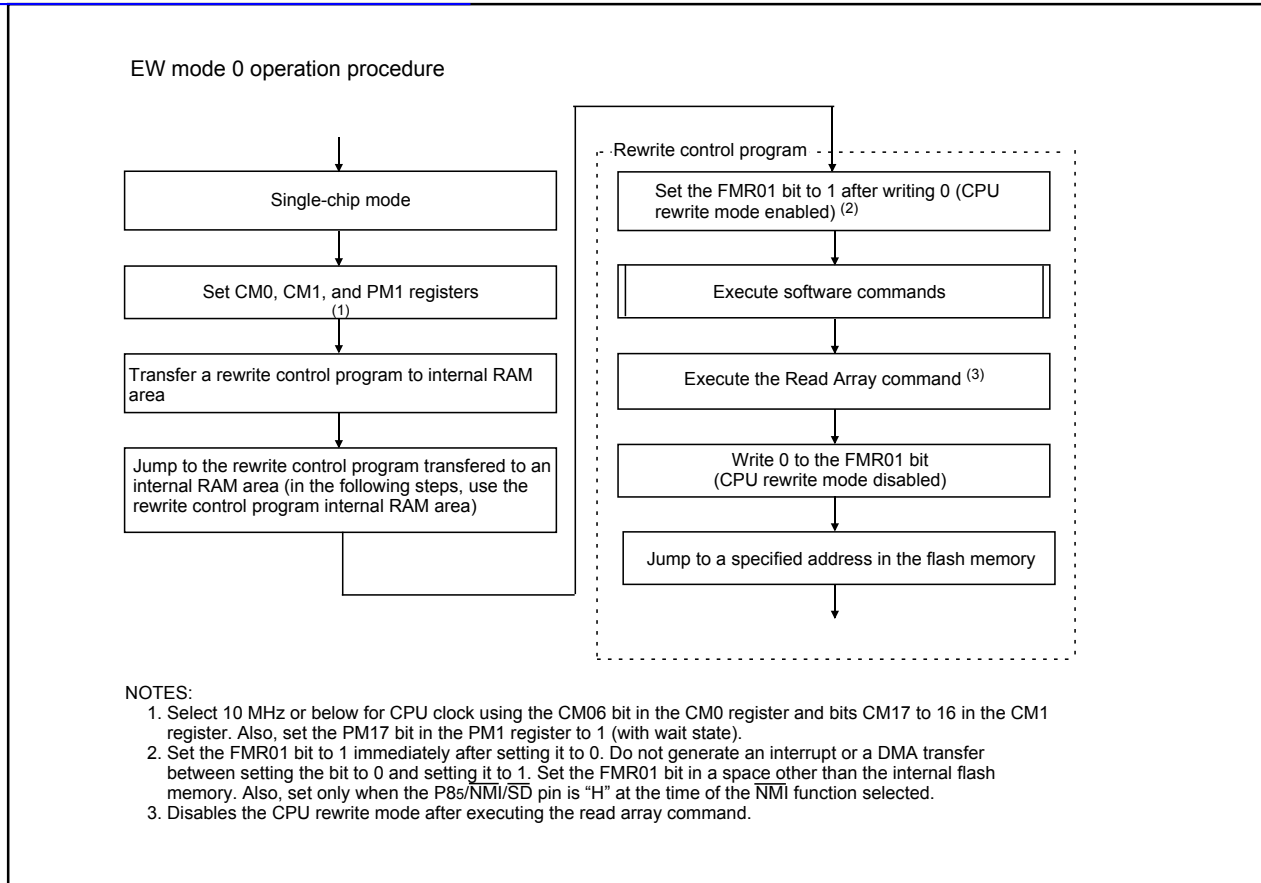 EW mode 0 operation procedure
Single-chip mode
Set CM0, CM1, and PM1 registers
(1)
Transfer a rewrite control program to internal RAM
area
Jump to the rewrite control program transfered to an
internal RAM area (in the following steps, use the
rewrite control program internal RAM area)
Rewrite control program
Set the FMR01 bit to 1 after writing 0 (CPU
rewrite mode enabled) (2)
Execute software commands
Execute the Read Array command (3)
Write 0 to the FMR01 bit
(CPU rewrite mode disabled)
Jump to a specified address in the flash memory
NOTES:
1. Select 10 MHz or below for CPU clock using the CM06 bit in the CM0 register and bits CM17 to 16 in the CM1
register. Also, set the PM17 bit in the PM1 register to 1 (with wait state).
2. Set the FMR01 bit to 1 immediately after setting it to 0. Do not generate an interrupt or a DMA transfer
between setting the bit to 0 and setting it to 1. Set the FMR01 bit in a space other than the internal flash
memory. Also, set only when the P85/NMI/SD pin is “H” at the time of the NMI function selected.
3. Disables the CPU rewrite mode after executing the read array command.